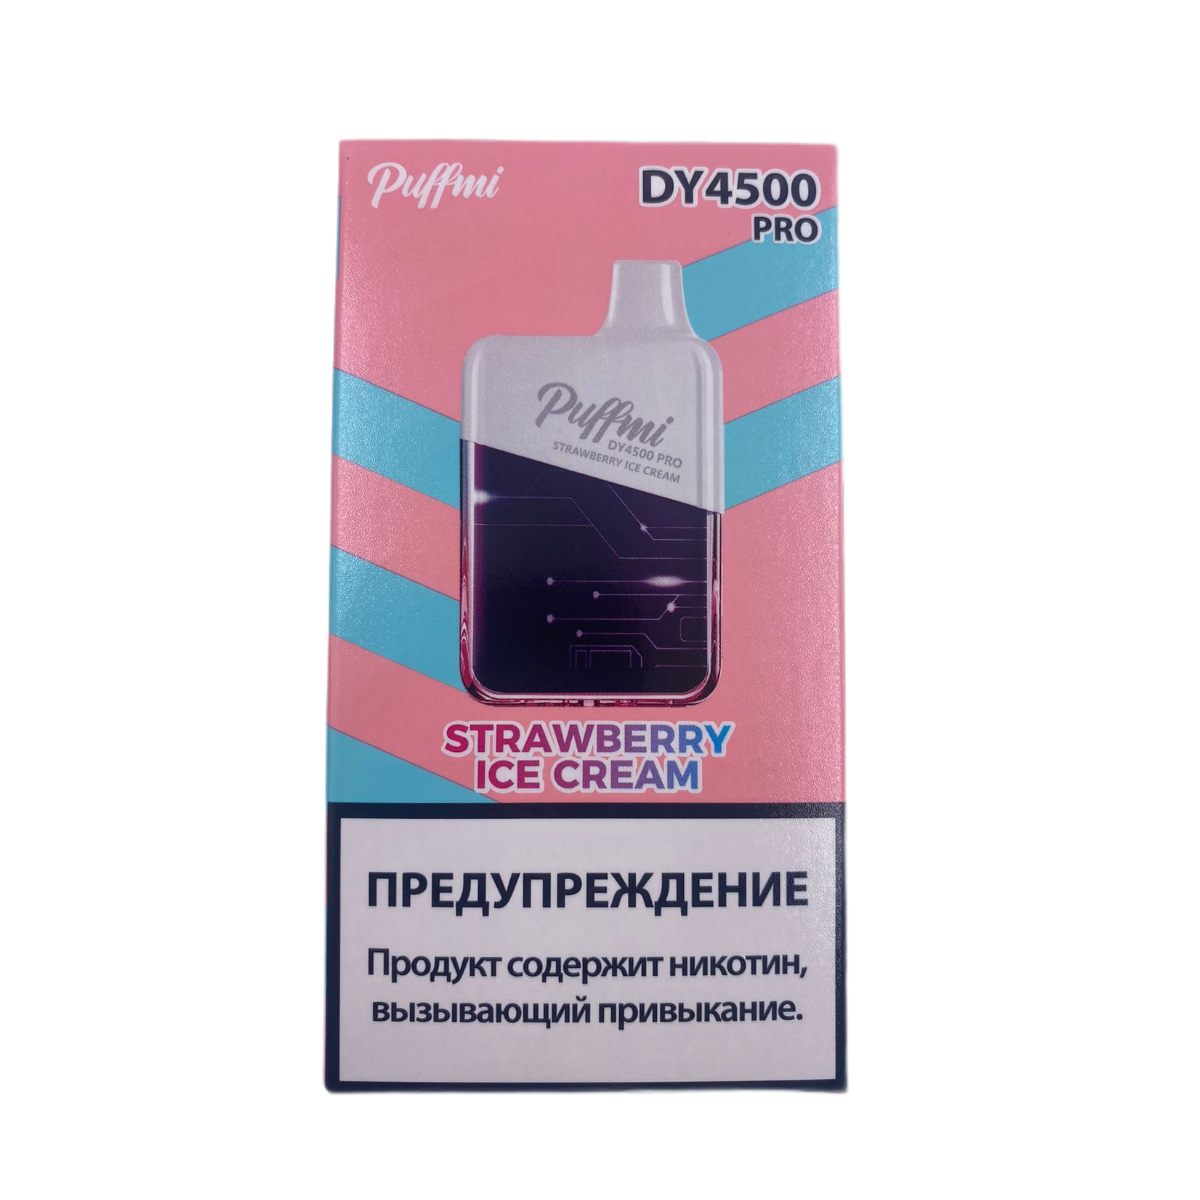 Puffmi
DY4500
PRO
Puffmi
DY4500 PRO
STRAWBERRY ICE CREAM
STRAWBERRY
ICE CREAM
ПРЕДУПРЕЖДЕНИЕ
Продукт содержит никотин,
вызывающий привыкание.